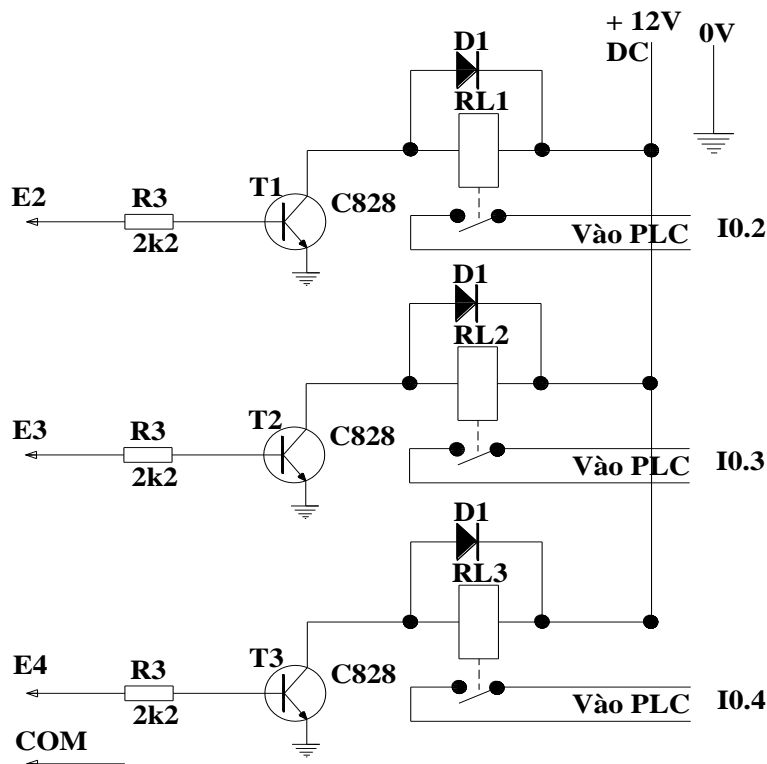 + 12V
DC
0V
D1
RL1
E2
R3
2k2
T1
C828
Vào PLC
I0.2
D1
RL2
E3
R3
2k2
T2
C828
Vào PLC
I0.3
D1
RL3
E4
R3
2k2
T3
C828
Vào PLC
I0.4
COM